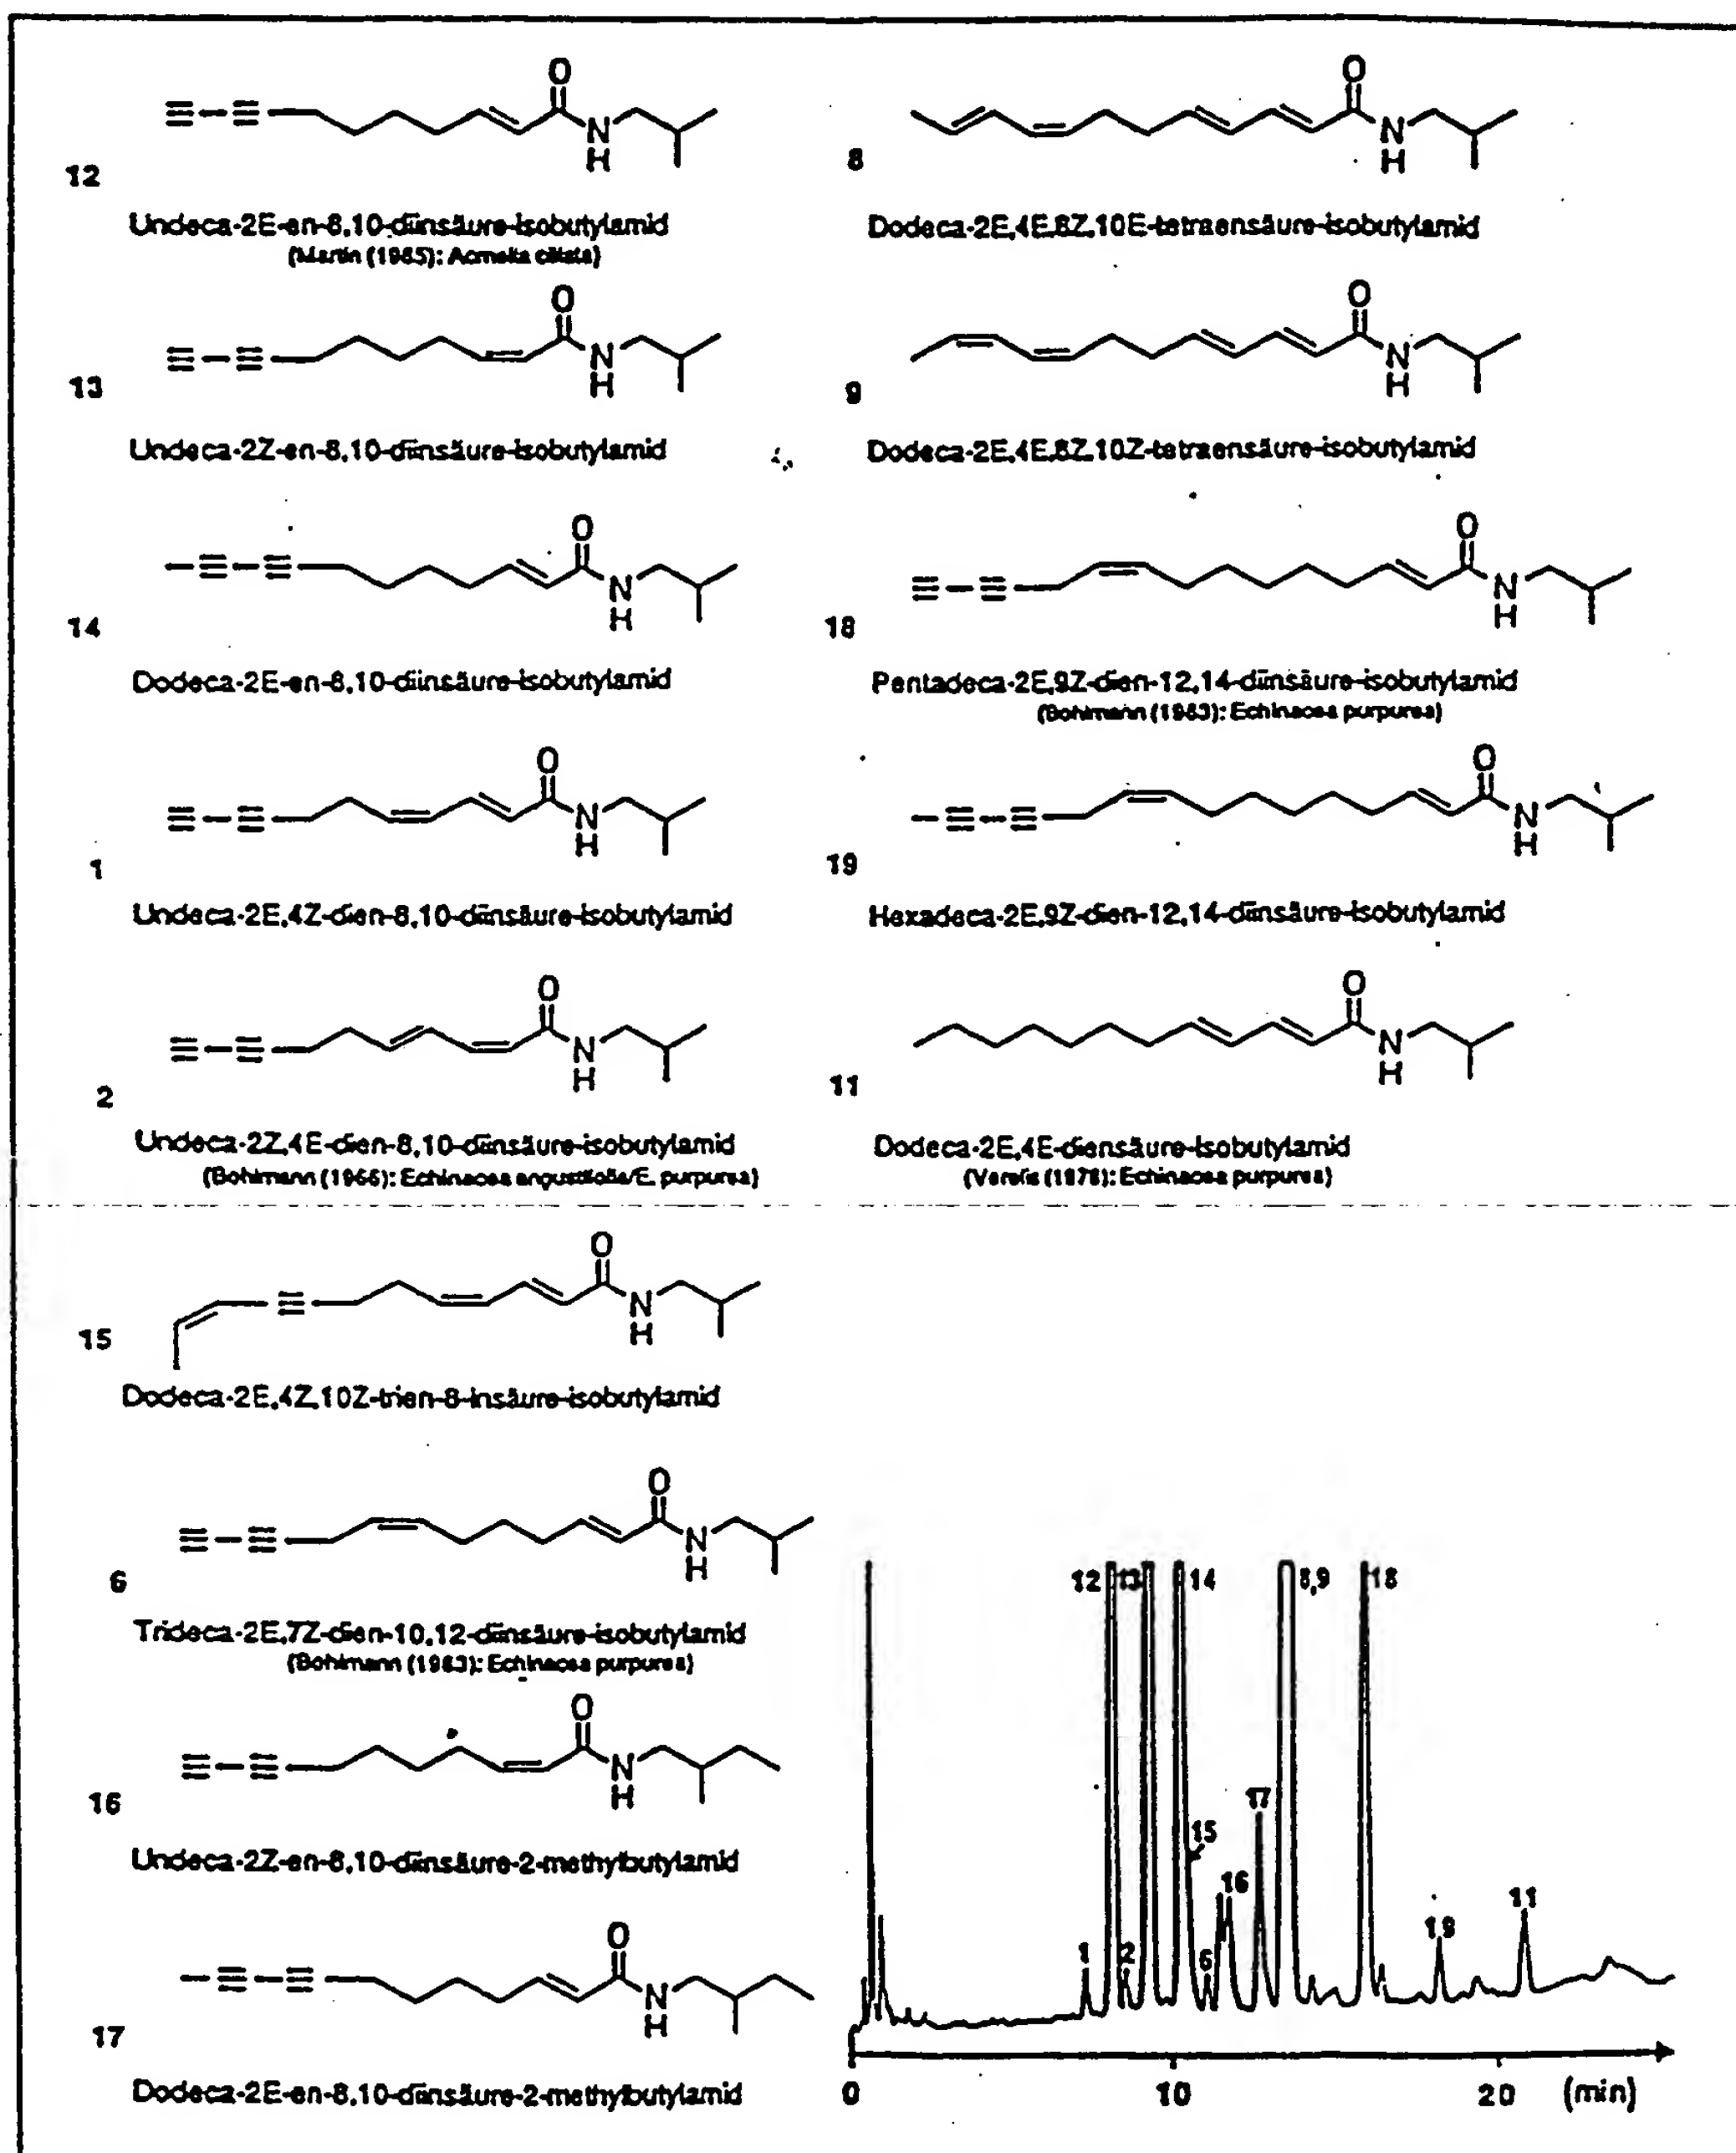 O
N
H
12
Undeca-2E-en-8,10-diinsäure-isobutylamid
(Martin (1985): Acmella ciliata)
O
N
H
13
Undeca-2Z-en-8,10-diinsäure-isobutylamid
O
N
H
14
Dodeca-2E-en-8,10-diinsäure-isobutylamid
O
N
H
1
Undeca-2E,4Z-dien-8,10-diinsäure-isobutylamid
O
N
H
2
Undeca-2Z,4E-dien-8,10-diinsäure-isobutylamid
(Bohlmann (1966): Echinacea angustifolia/E. purpurea)
O
N
H
15
Dodeca-2E,4Z,10Z-trien-8-insäure-isobutylamid
O
N
H
6
Trideca-2E,7Z-dien-10,12-diinsäure-isobutylamid
(Bohlmann (1983): Echinacea purpurea)
O
N
H
16
Undeca-2Z-en-8,10-diinsäure-2-methylbutylamid
O
N
H
17
Dodeca-2E-en-8,10-diinsäure-2-methylbutylamid
O
N
H
8
Dodeca-2E,4E,8Z,10E-tetraensäure-isobutylamid
O
N
H
9
Dodeca-2E,4E,8Z,10Z-tetraensäure-isobutylamid
O
N
H
18
Pentadeca-2E,9Z-dien-12,14-diinsäure-isobutylamid
(Bohlmann (1983): Echinacea purpurea)
O
N
H
19
Hexadeca-2E,9Z-dien-12,14-diinsäure-isobutylamid
O
N
H
11
Dodeca-2E,4E-diensäure-isobutylamid
(1978): Echinacea purpurea)
12 13 14 8,9 18
17
15
16
11
19
1 2 6
0 10 20 (min)